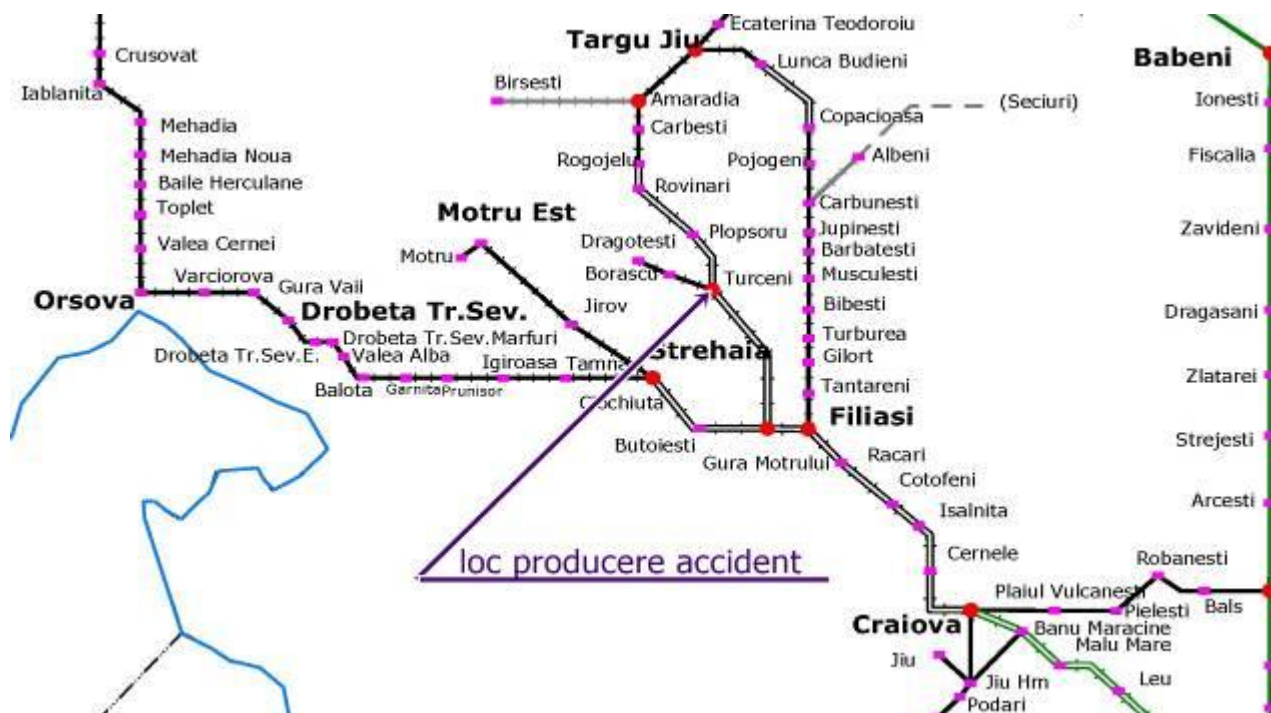 Ecaterina Teodoroiu
Targu Jiu
Crusovat
Lunca Budieni
Babeni
Birsesti
Iablanita
Amaradia
(Seciuri)
Ionesti
Copacioasa
Mehadia
Carbesti
Mehadia Noua
Rogojelu
Pojogeni
Albeni
Fiscalia
Baile Herculane
Rovinari
Toplet
Carbunesti
Motru Est
Jupinesti
Zavideni
Valea Cernei
Dragotesti
Plopsoru
Barbatesti
Motru
Varciorova
Borascu
Turceni
Musculesti
Gura Vaii
Orsova
Drobeta Tr.Sev.
Jirov
Bibesti
Dragasani
Drobeta Tr.Sev.Marfuri
Turburea
Drobeta Tr.Sev.E.
Valea Alba
Strehaia
Gilort
Igiroasa
Tamna
Zlatarei
Balota
Garnita
Prunisor
Ciochiuta
Tantareni
Filiasi
Butoiesti
Strejesti
Gura Motrului
Racari
Cotofeni
Arcesti
Isalnita
loc producere accident
Cernele
Robanesti
Plaiul Vulcanesti
Pielesti
Bals
Craiova
Banu Maracine
Malu Mare
Jiu
Jiu Hm
Leu
Podari